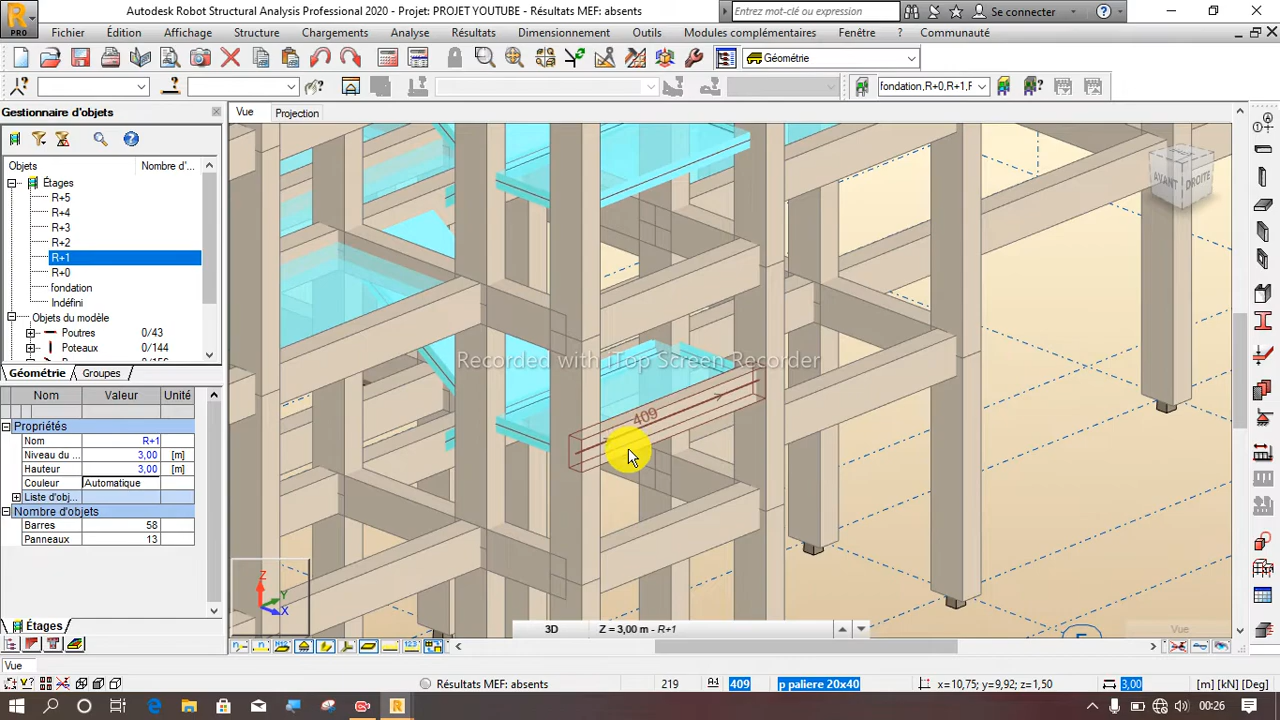 Autodesk Robot Structural Analysis Professional 2020 - Projet: PROJET YOUTUBE - Résultats MEF: absents
Entrez mot-clé ou expression
Se connecter
PRO
Fichier Édition Affichage Structure Chargements Analyse Résultats Dimensionnement Outils Modules complémentaires Fenêtre ? Communauté
Géométrie
fondation,R+0,R+1,F
Gestionnaire d'objets
Vue Projection
Objets Nombre d'...
Étages
R+5
R+4
R+3
R+2
R+1
R+0
fondation
Indéfini
Objets du modèle
Poutres 0/43
Poteaux 0/144
Géométrie Groupes
Nom Valeur Unité
Propriétés
Nom R+1
Niveau du ... 3,00 [m]
Hauteur 3,00 [m]
Couleur Automatique
Liste d'obj...
Nombre d'objets
Barres 58
Panneaux 13
Étages
AVANT DROITE
Recorded with iTop Screen Recorder
409
Z
Y
X
3D Z = 3,00 m - R+1
Vue
Vue
Résultats MEF: absents 219 409 p paliere 20x40 x=10,75; y=9,92; z=1,50 3,00 [m] [kN] [Deg]
00:26